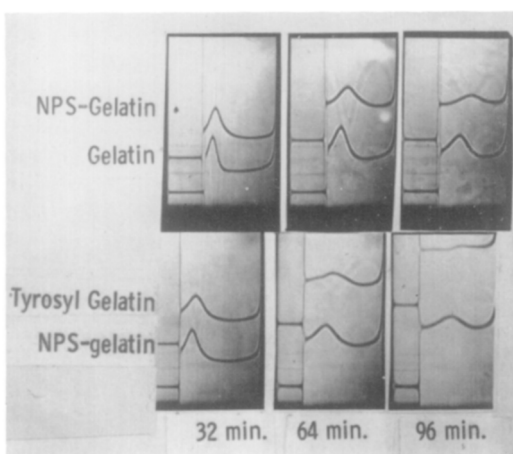 NPS-Gelatin
Gelatin
Tyrosyl Gelatin
NPS-gelatin
32 min. 64 min. 96 min.